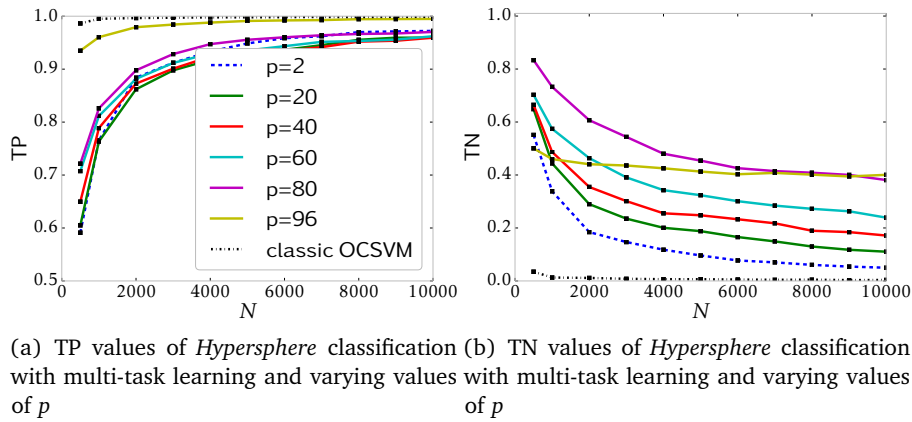 1.0
0.9
0.8
0.7
0.6
0.5
TP
0 2000 4000 6000 8000 10000
N
p=2
p=20
p=40
p=60
p=80
p=96
classic OCSVM
1.0
0.8
0.6
0.4
0.2
0.0
TN
0 2000 4000 6000 8000 10000
N
(a) TP values of Hypersphere classification
with multi-task learning and varying values
of p
(b) TN values of Hypersphere classification
with multi-task learning and varying values
of p